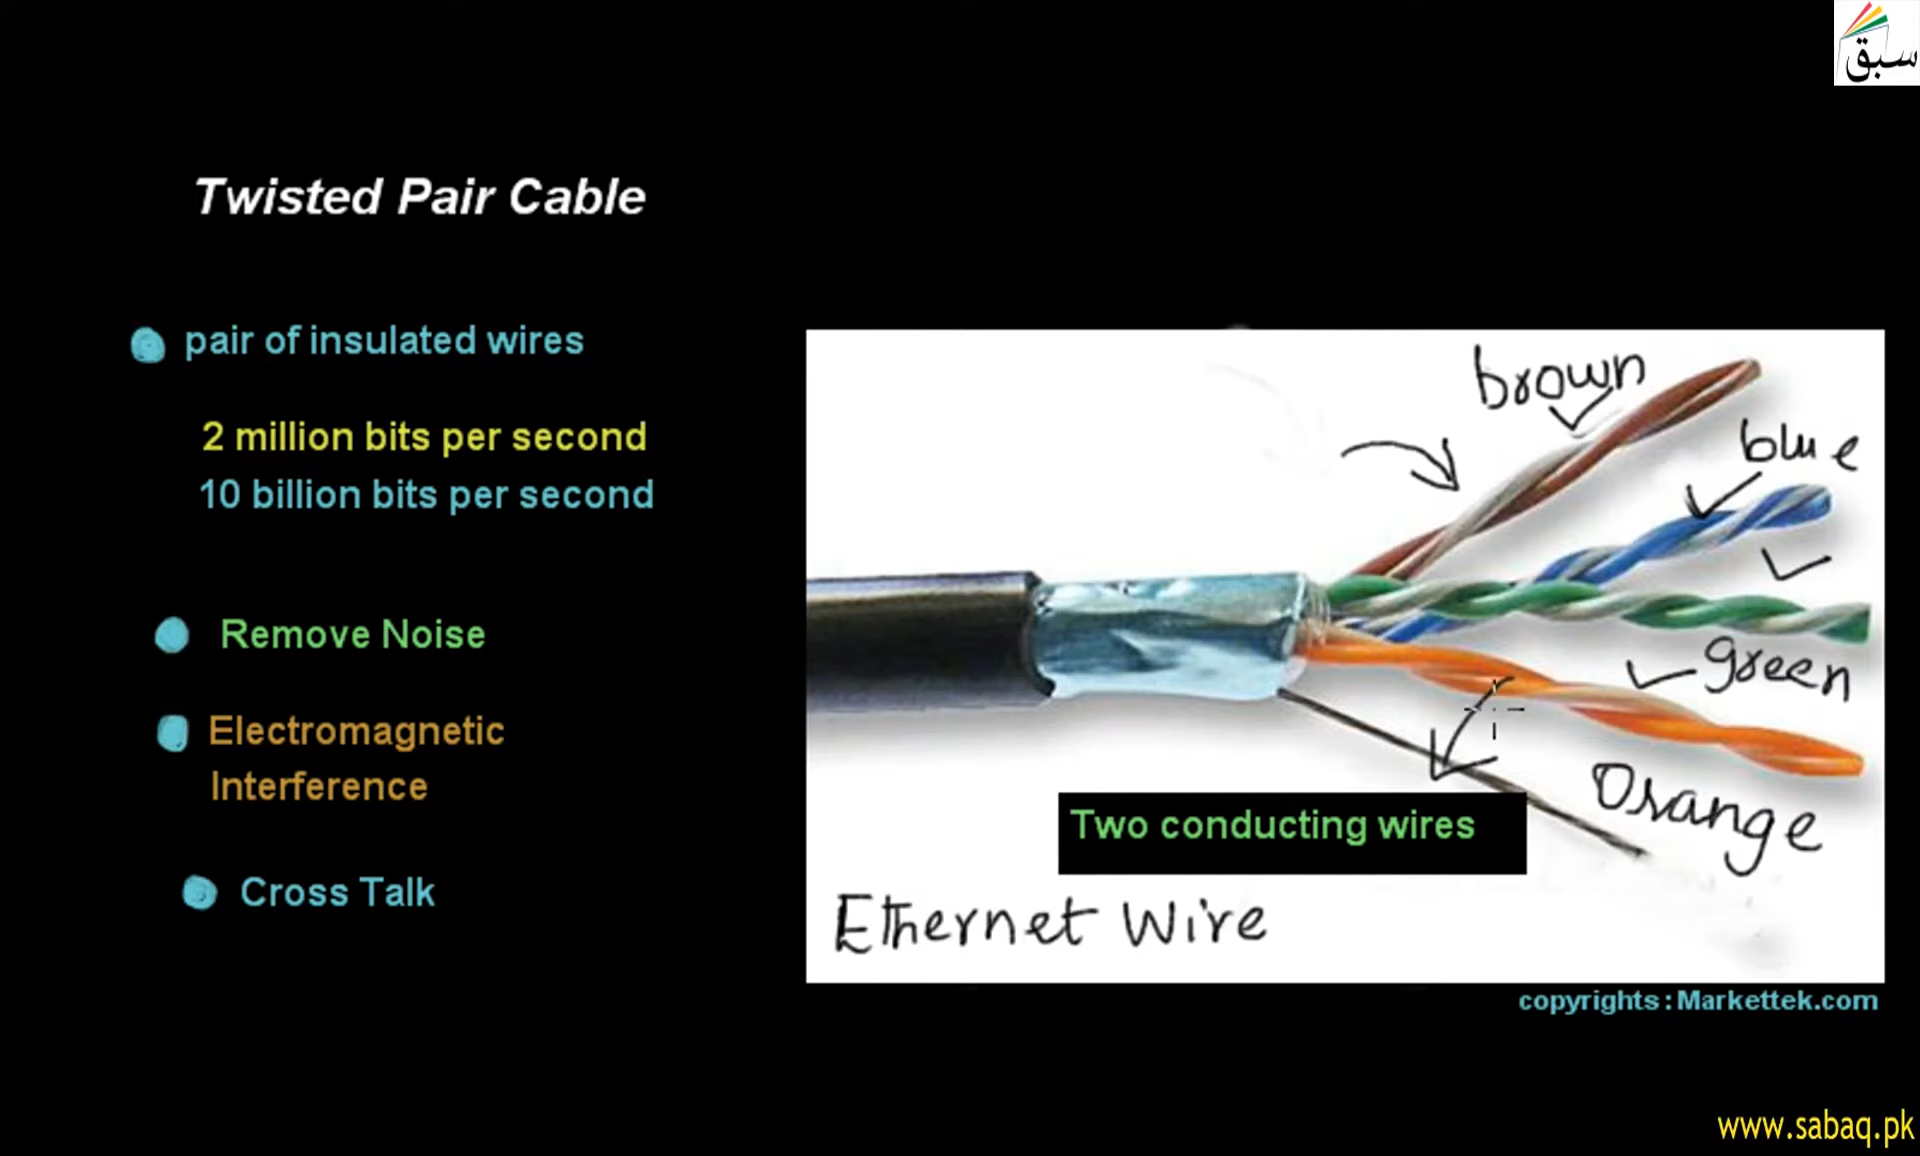 سبق
Twisted Pair Cable
pair of insulated wires
2 million bits per second
10 billion bits per second
Remove Noise
Electromagnetic
Interference
Cross Talk
brown
blue
green
Orange
Two conducting wires
Ethernet Wire
copyrights : Markettek.com
www.sabaq.pk